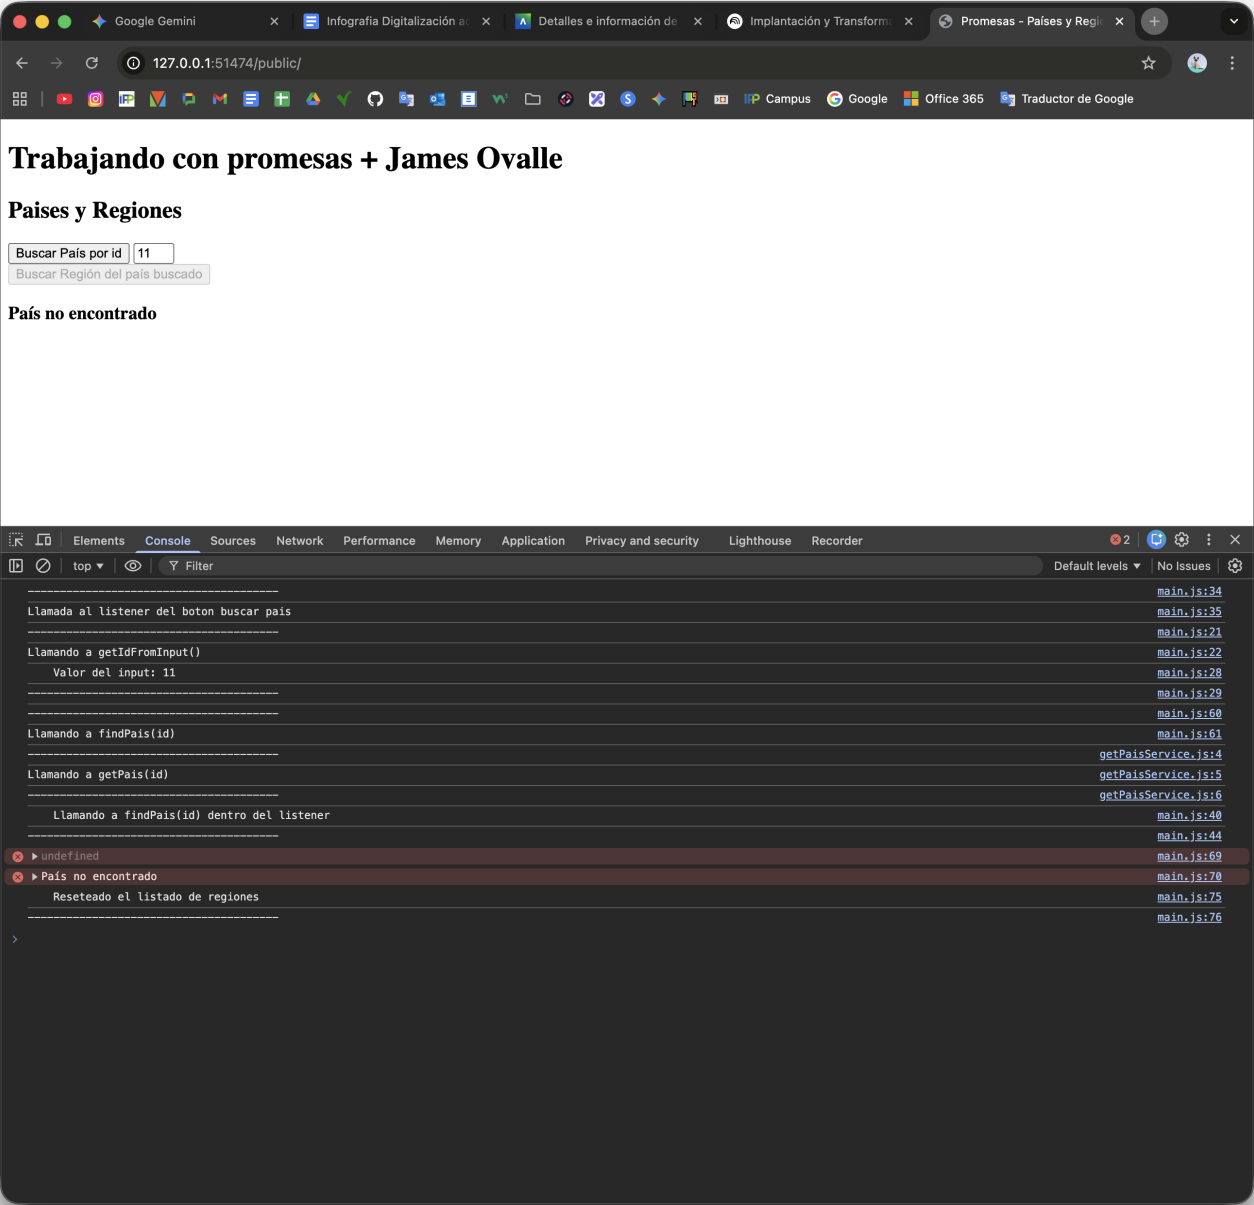 Google Gemini
Infografia Digitalización a
Detalles e información de
Implantación y Transform
Promesas - Países y Regi
127.0.0.1:51474/public/
Campus
Google
Office 365
Traductor de Google
Trabajando con promesas + James Ovalle
Paises y Regiones
Buscar País por id
11
Buscar Región del país buscado
País no encontrado
Elements
Console
Sources
Network
Performance
Memory
Application
Privacy and security
Lighthouse
Recorder
2
top
Filter
Default levels
No Issues
--------------------------------------- main.js:34
Llamada al listener del boton buscar pais main.js:35
--------------------------------------- main.js:21
Llamando a getIdFromInput() main.js:22
Valor del input: 11 main.js:28
--------------------------------------- main.js:29
--------------------------------------- main.js:60
Llamando a findPais(id) main.js:61
--------------------------------------- getPaisService.js:4
Llamando a getPais(id) getPaisService.js:5
--------------------------------------- getPaisService.js:6
Llamando a findPais(id) dentro del listener main.js:40
--------------------------------------- main.js:44
undefined main.js:69
País no encontrado main.js:70
Reseteado el listado de regiones main.js:75
--------------------------------------- main.js:76